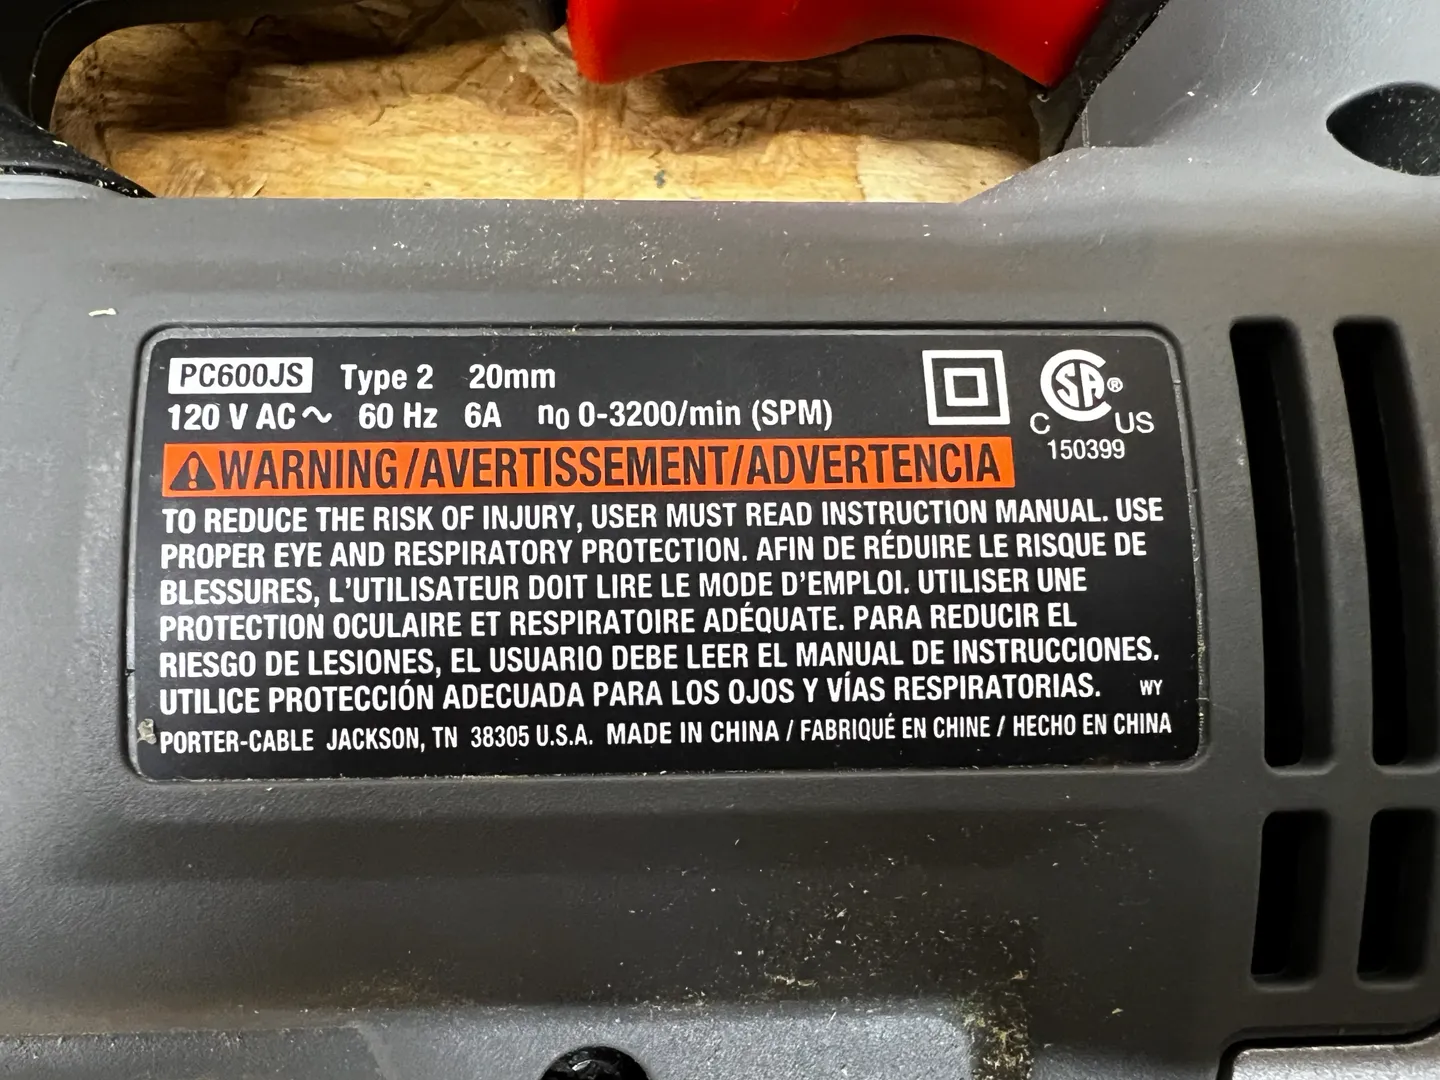 PC600JS Type 2 20mm
120 V AC ~ 60 Hz 6A n0 0-3200/min (SPM)
SA ®
C US
150399
WARNING/AVERTISSEMENT/ADVERTENCIA
TO REDUCE THE RISK OF INJURY, USER MUST READ INSTRUCTION MANUAL. USE
PROPER EYE AND RESPIRATORY PROTECTION. AFIN DE RÉDUIRE LE RISQUE DE
BLESSURES, L'UTILISATEUR DOIT LIRE LE MODE D'EMPLOI. UTILISER UNE
PROTECTION OCULAIRE ET RESPIRATOIRE ADÉQUATE. PARA REDUCIR EL
RIESGO DE LESIONES, EL USUARIO DEBE LEER EL MANUAL DE INSTRUCCIONES.
UTILICE PROTECCIÓN ADECUADA PARA LOS OJOS Y VÍAS RESPIRATORIAS. WY
PORTER-CABLE JACKSON, TN 38305 U.S.A. MADE IN CHINA / FABRIQUÉ EN CHINE / HECHO EN CHINA